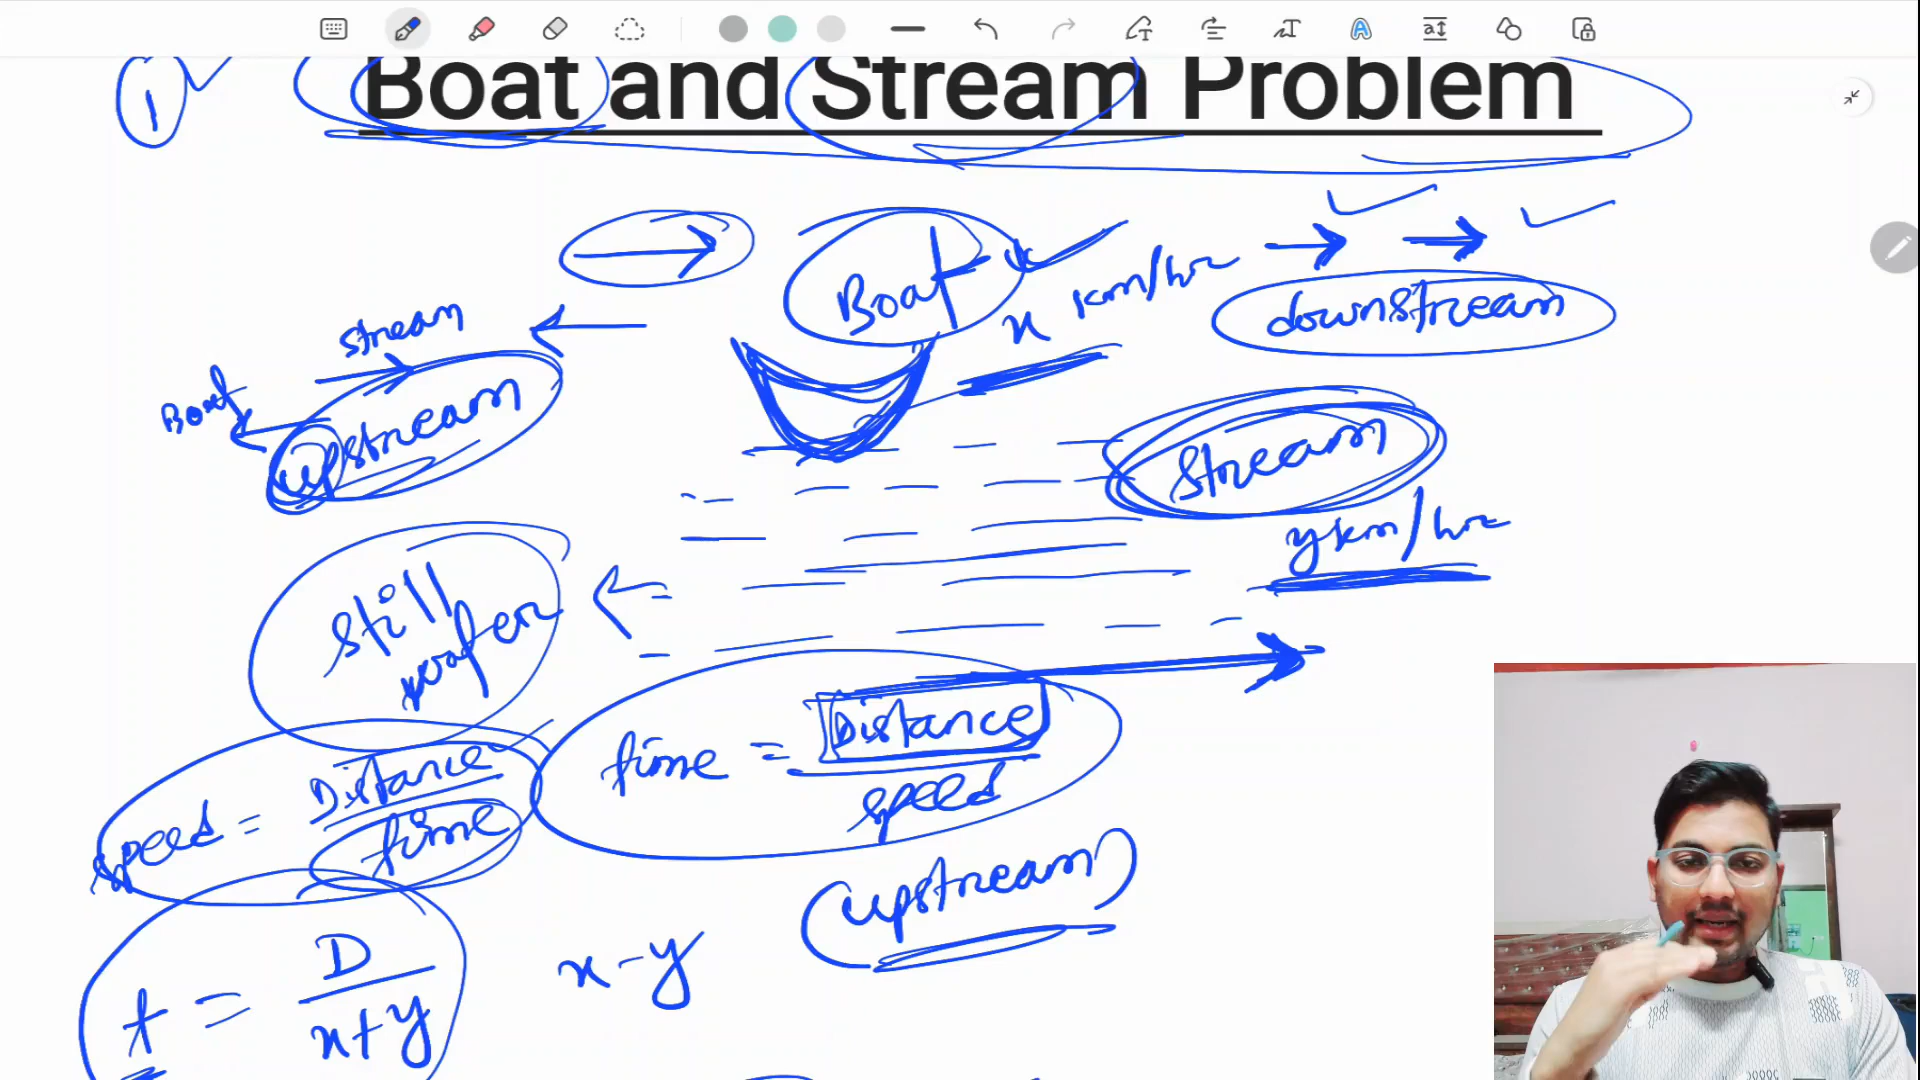 1
Boat and Stream Problem
Boat
x km/hr
downstream
stream
Boat
upstream
Stream
y km/hr
still
water
speed = Distance / time
time = Distance / speed
(upstream)
t = D / x+y
x-y